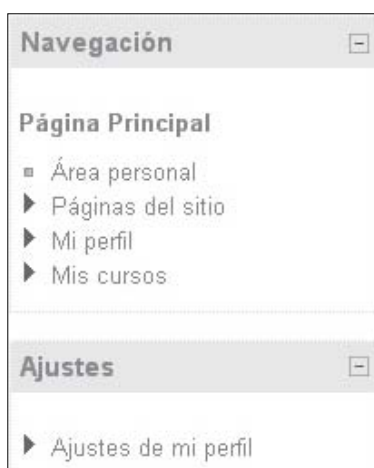 Navegación
Página Principal
Área personal
Páginas del sitio
Mi perfil
Mis cursos
Ajustes
Ajustes de mi perfil